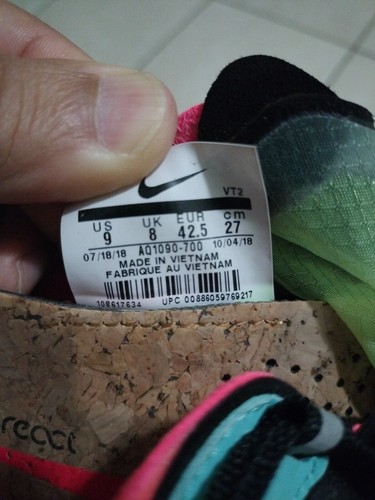 VT2
US UK EUR cm
9 8 42.5 27
07/18/18 AQ1090-700 10/04/18
MADE IN VIETNAM
FABRIQUE AU VIETNAM
108617634 UPC 00886059769217
react